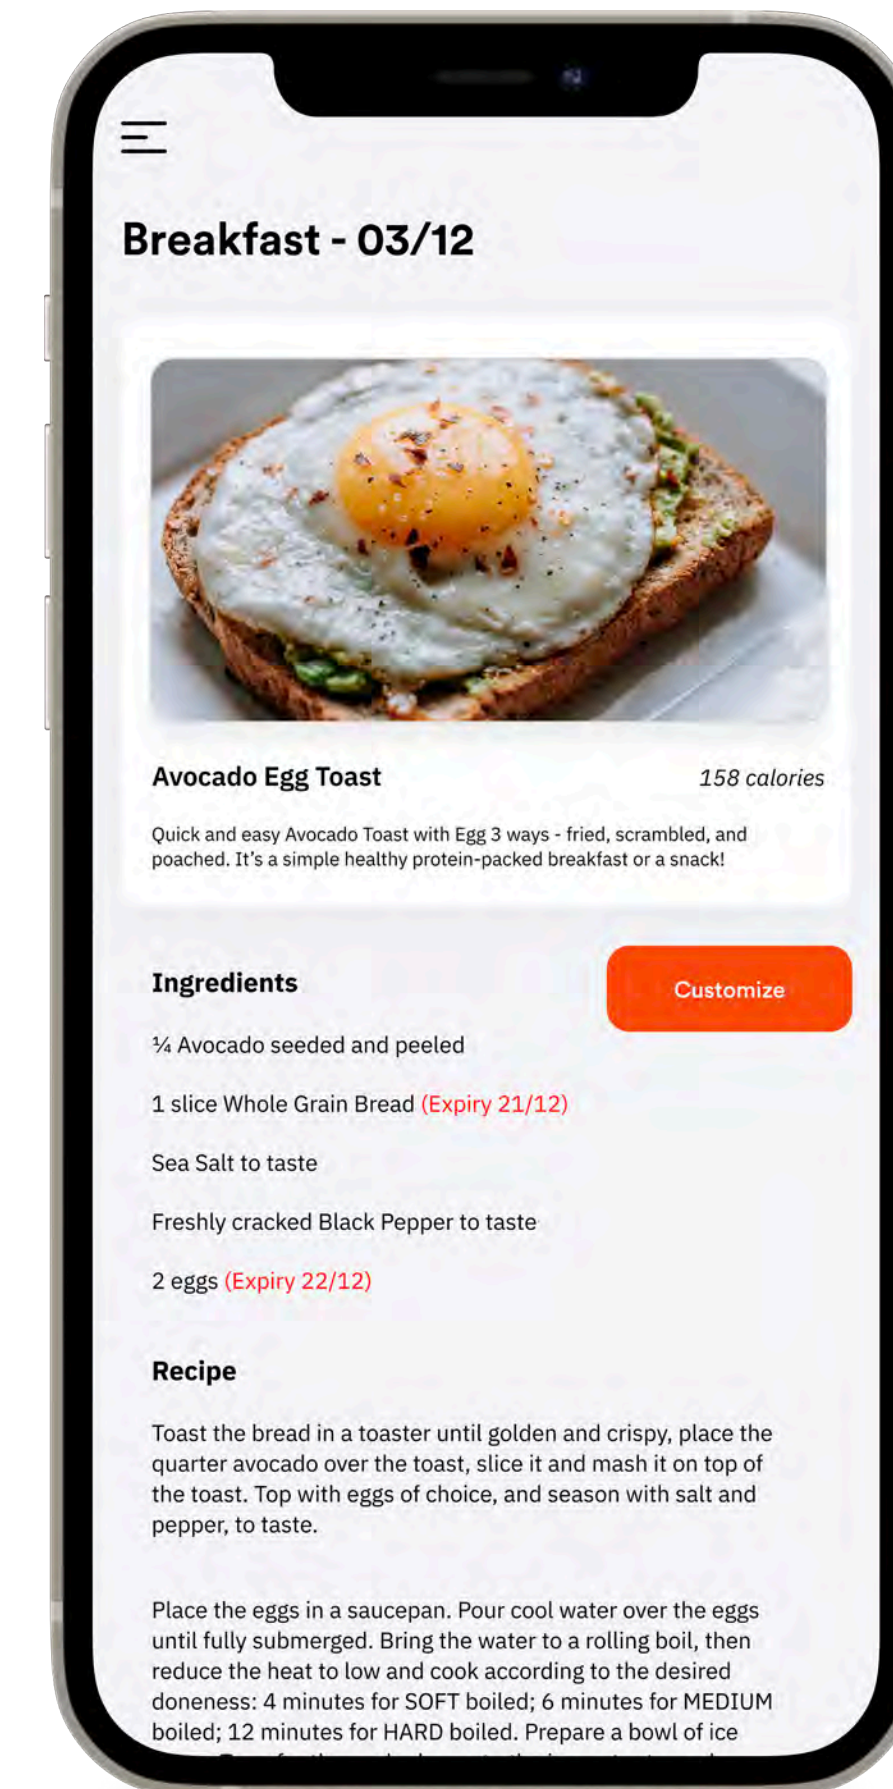 Breakfast - 03/12
Avocado Egg Toast
158 calories
Quick and easy Avocado Toast with Egg 3 ways - fried, scrambled, and
poached. It's a simple healthy protein-packed breakfast or a snack!
Ingredients
Customize
¼ Avocado seeded and peeled
1 slice Whole Grain Bread (Expiry 21/12)
Sea Salt to taste
Freshly cracked Black Pepper to taste
2 eggs (Expiry 22/12)
Recipe
Toast the bread in a toaster until golden and crispy, place the
quarter avocado over the toast, slice it and mash it on top of
the toast. Top with eggs of choice, and season with salt and
pepper, to taste.
Place the eggs in a saucepan. Pour cool water over the eggs
until fully submerged. Bring the water to a rolling boil, then
reduce the heat to low and cook according to the desired
doneness: 4 minutes for SOFT boiled; 6 minutes for MEDIUM
boiled; 12 minutes for HARD boiled. Prepare a bowl of ice